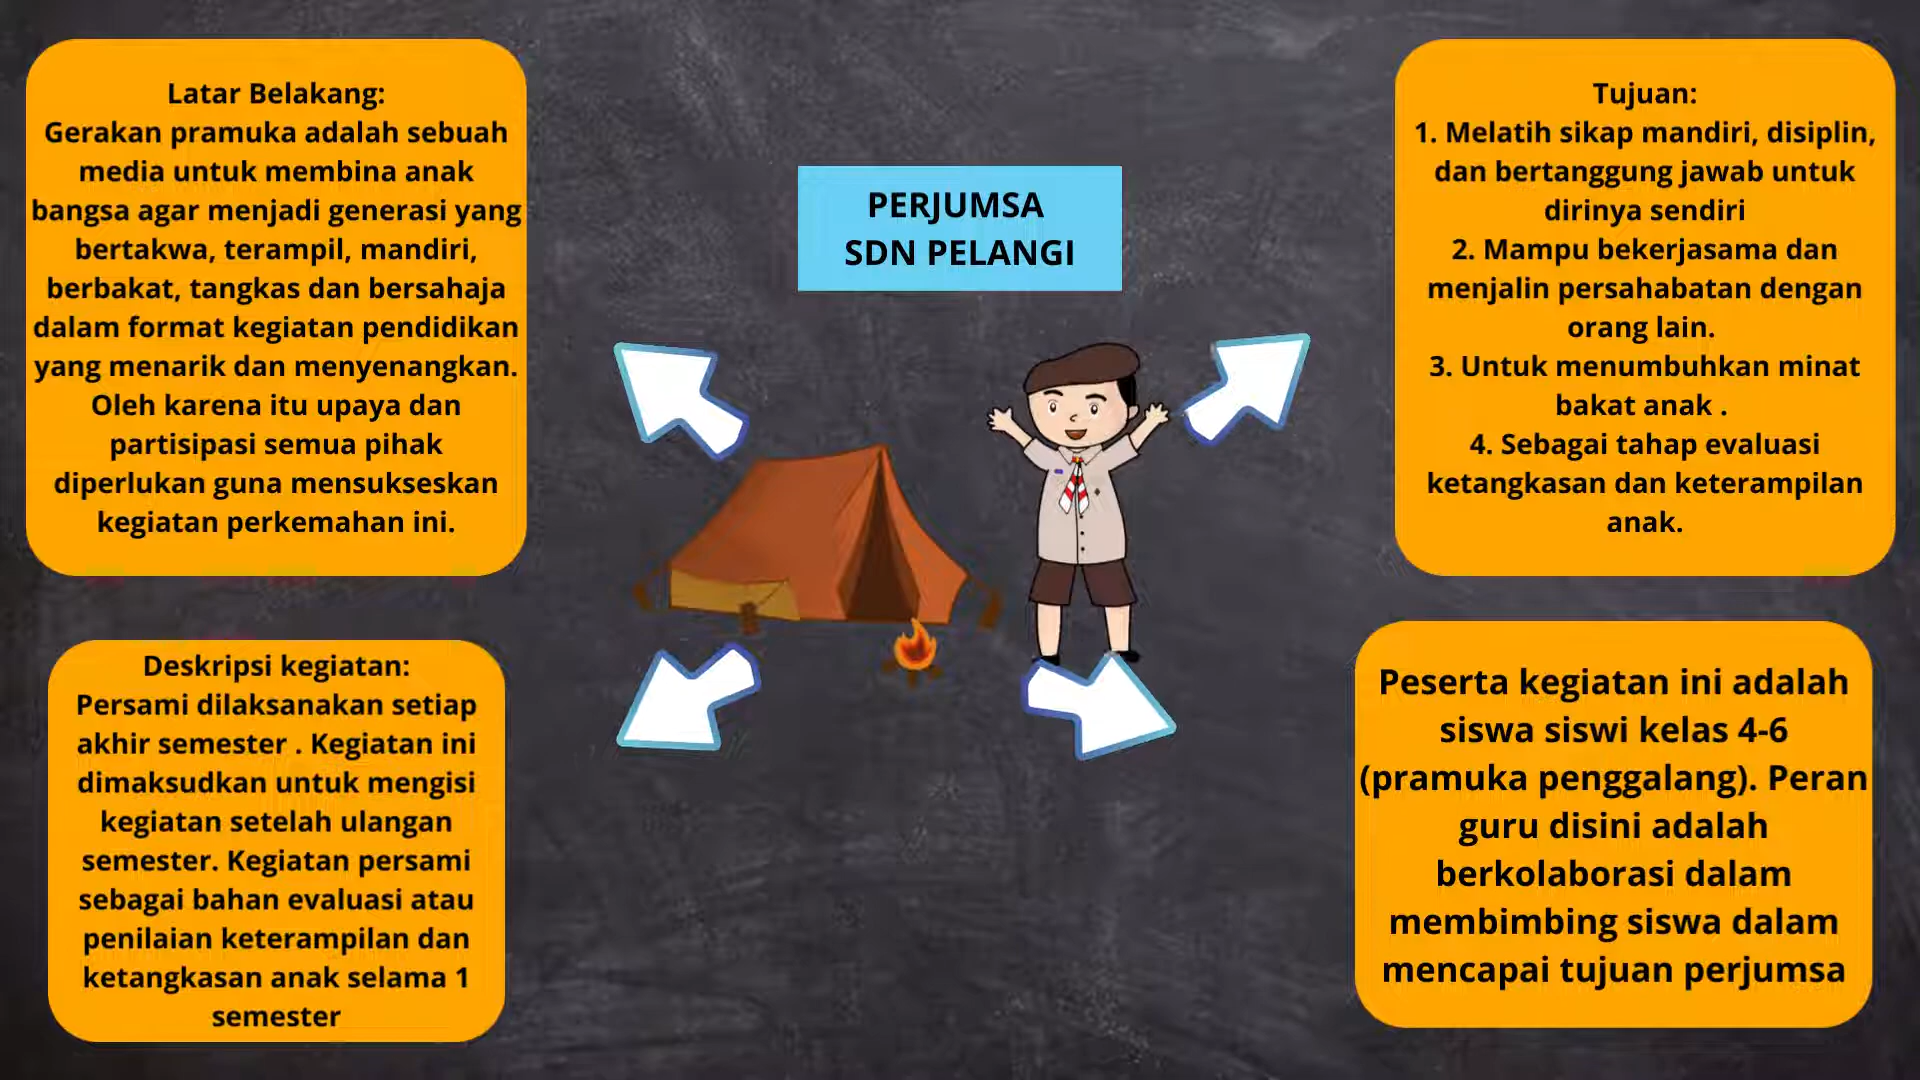 Latar Belakang:
Gerakan pramuka adalah sebuah
media untuk membina anak
bangsa agar menjadi generasi yang
bertakwa, terampil, mandiri,
berbakat, tangkas dan bersahaja
dalam format kegiatan pendidikan
yang menarik dan menyenangkan.
Oleh karena itu upaya dan
partisipasi semua pihak
diperlukan guna mensukseskan
kegiatan perkemahan ini.
PERJUMSA
SDN PELANGI
Tujuan:
1. Melatih sikap mandiri, disiplin,
dan bertanggung jawab untuk
dirinya sendiri
2. Mampu bekerjasama dan
menjalin persahabatan dengan
orang lain.
3. Untuk menumbuhkan minat
bakat anak .
4. Sebagai tahap evaluasi
ketangkasan dan keterampilan
anak.
Deskripsi kegiatan:
Persami dilaksanakan setiap
akhir semester . Kegiatan ini
dimaksudkan untuk mengisi
kegiatan setelah ulangan
semester. Kegiatan persami
sebagai bahan evaluasi atau
penilaian keterampilan dan
ketangkasan anak selama 1
semester
Peserta kegiatan ini adalah
siswa siswi kelas 4-6
(pramuka penggalang). Peran
guru disini adalah
berkolaborasi dalam
membimbing siswa dalam
mencapai tujuan perjumsa